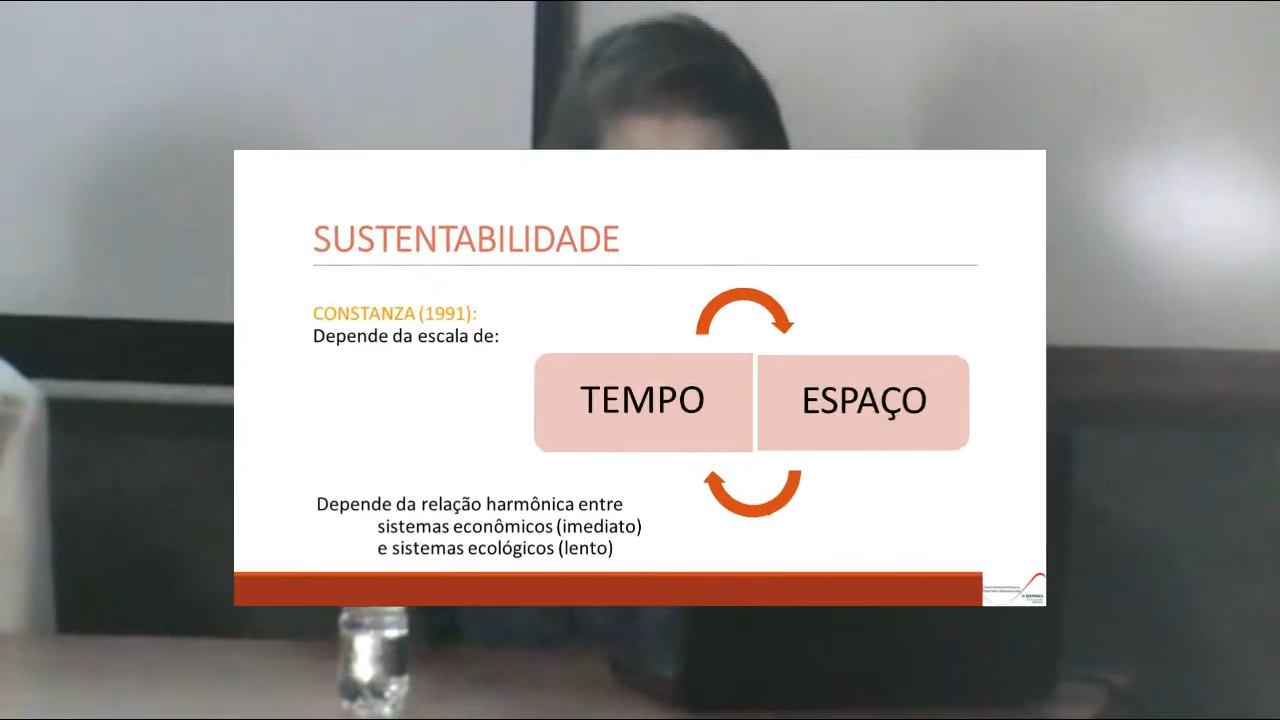 SUSTENTABILIDADE
CONSTANZA (1991):
Depende da escala de:
TEMPO
ESPAÇO
Depende da relação harmônica entre
sistemas econômicos (imediato)
e sistemas ecológicos (lento)